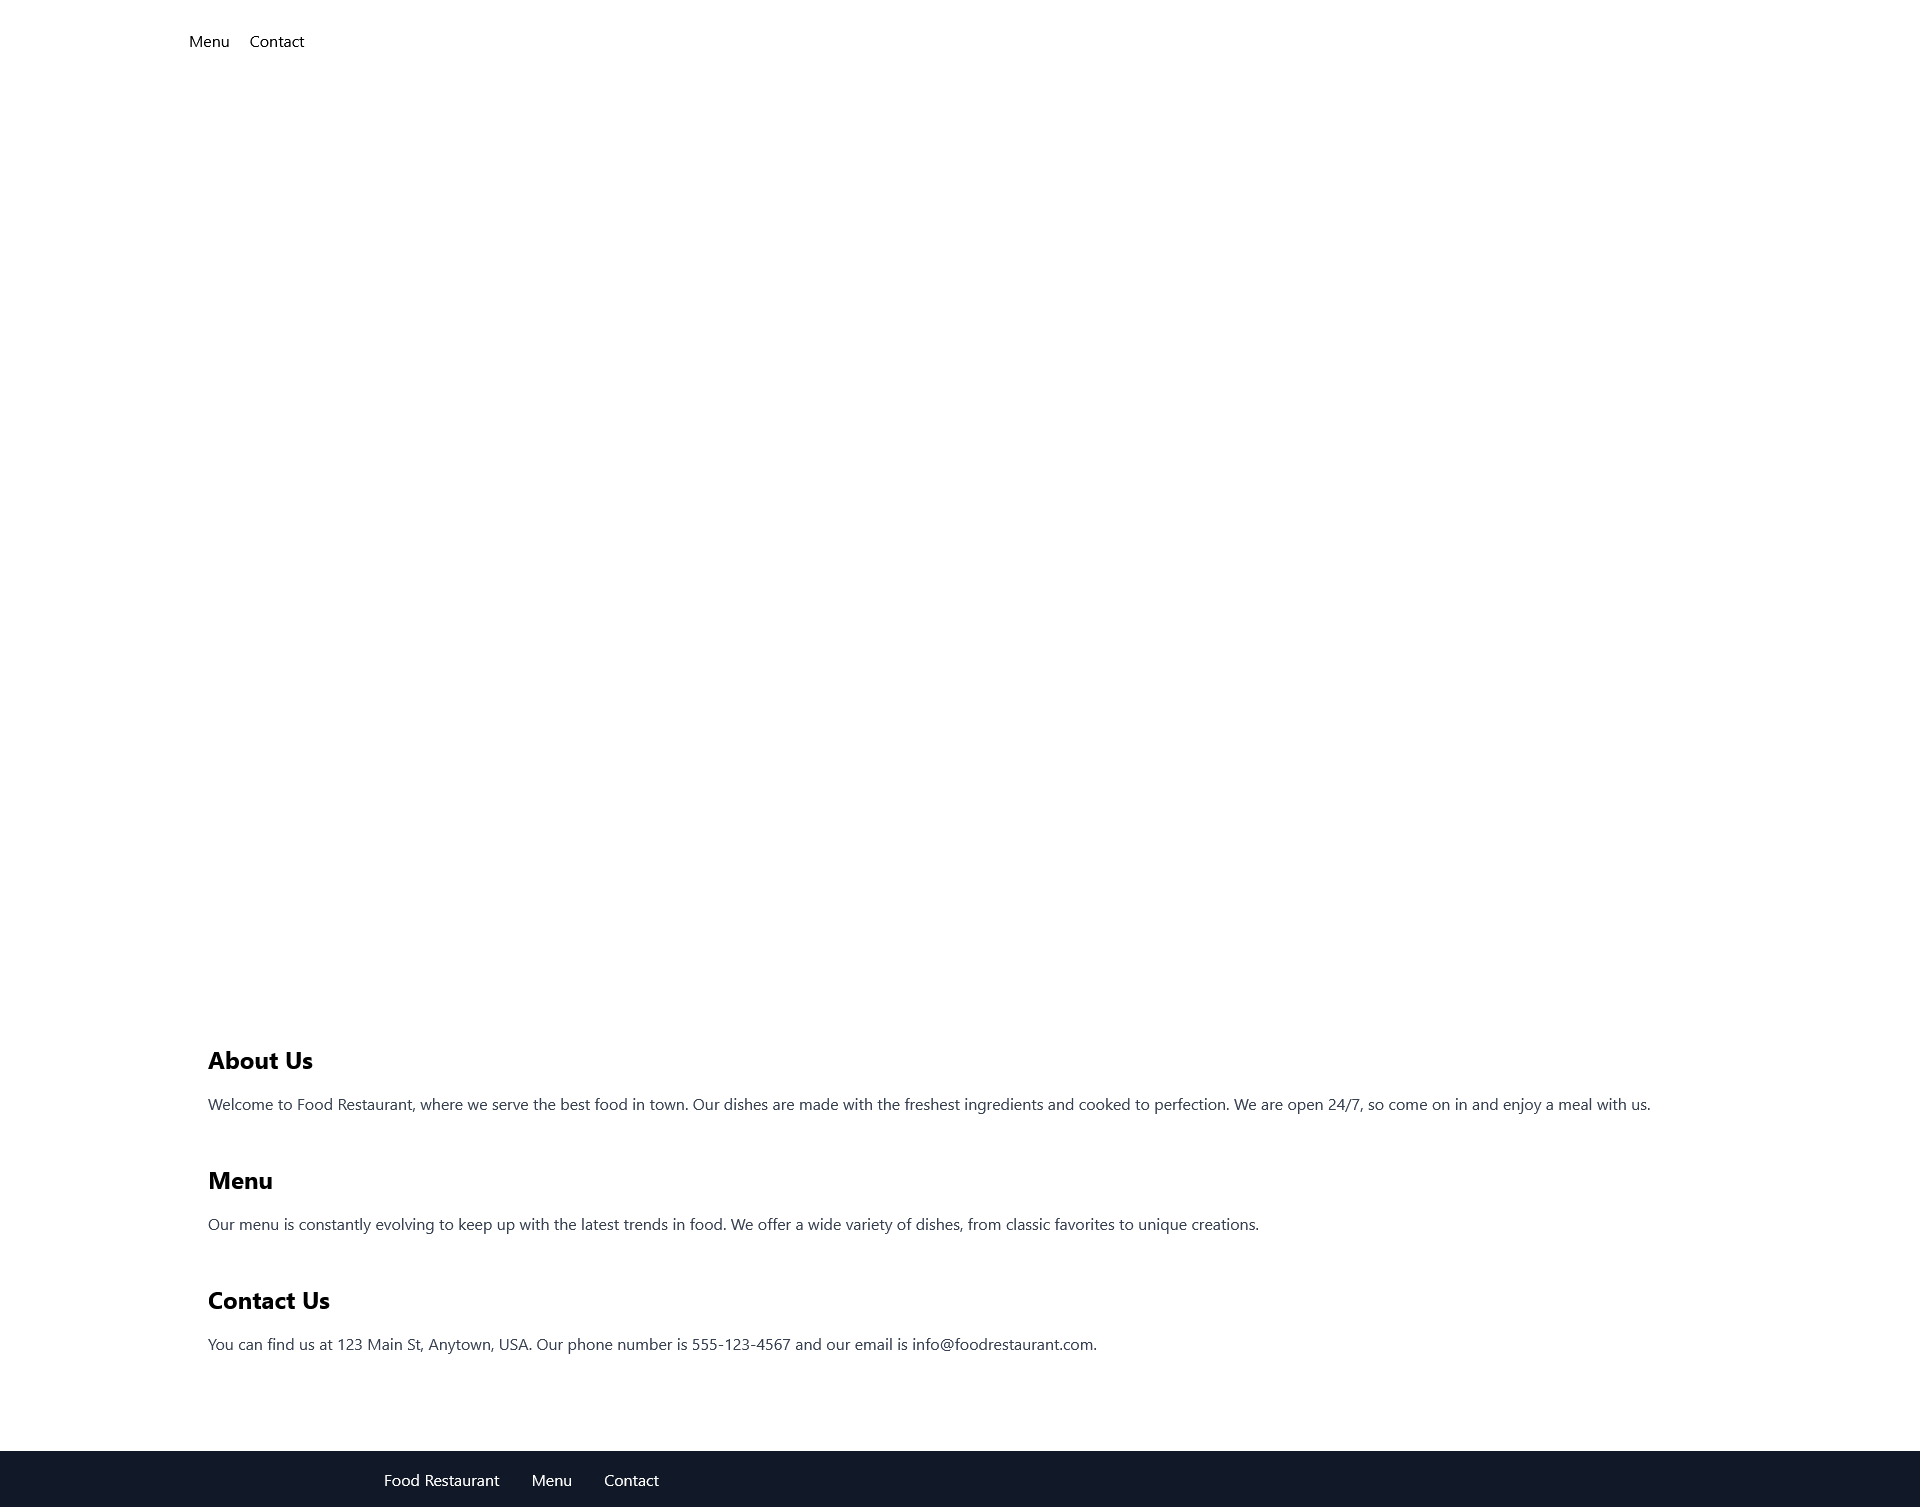 Menu Contact
About Us
Welcome to Food Restaurant, where we serve the best food in town. Our dishes are made with the freshest ingredients and cooked to perfection. We are open 24/7, so come on in and enjoy a meal with us.
Menu
Our menu is constantly evolving to keep up with the latest trends in food. We offer a wide variety of dishes, from classic favorites to unique creations.
Contact Us
You can find us at 123 Main St, Anytown, USA. Our phone number is 555-123-4567 and our email is info@foodrestaurant.com.
Food Restaurant Menu Contact